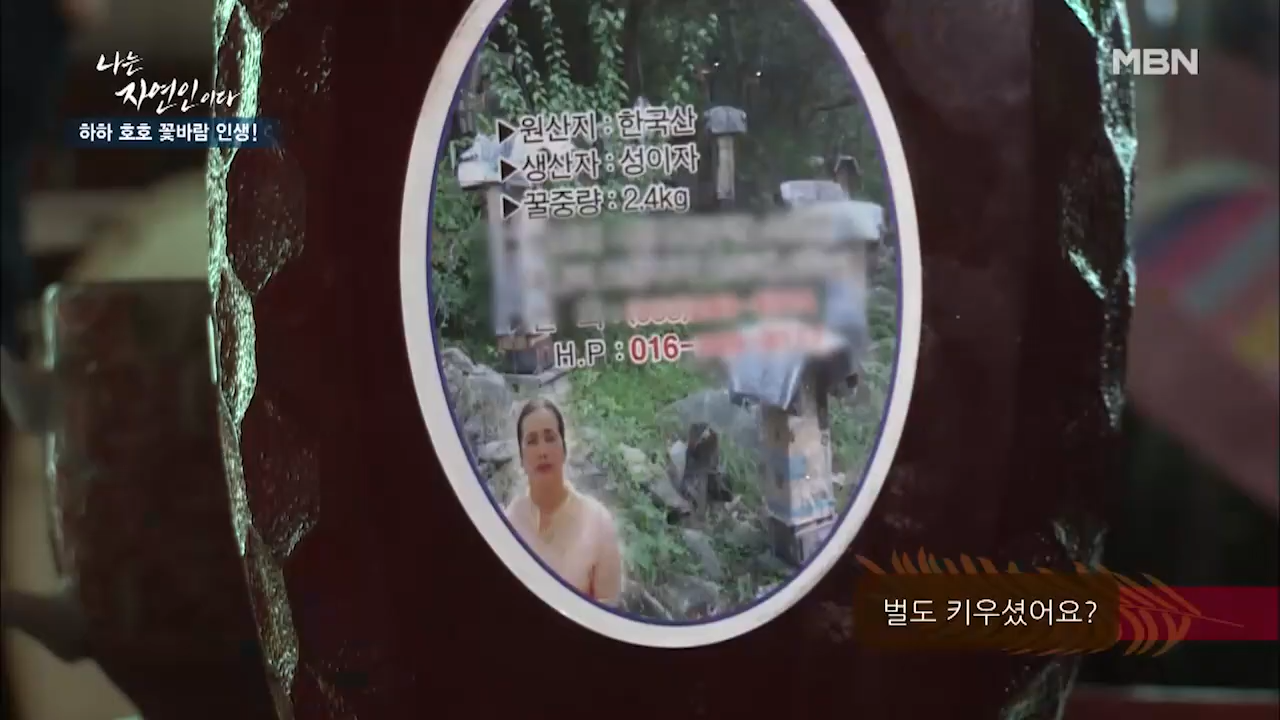 나는
자연인이다
하하 호호 꽃바람 인생!
MBN
▶원산지 : 한국산
▶생산자 : 성이자
▶꿀중량 : 2.4kg
H.P : 016-
벌도 키우셨어요?